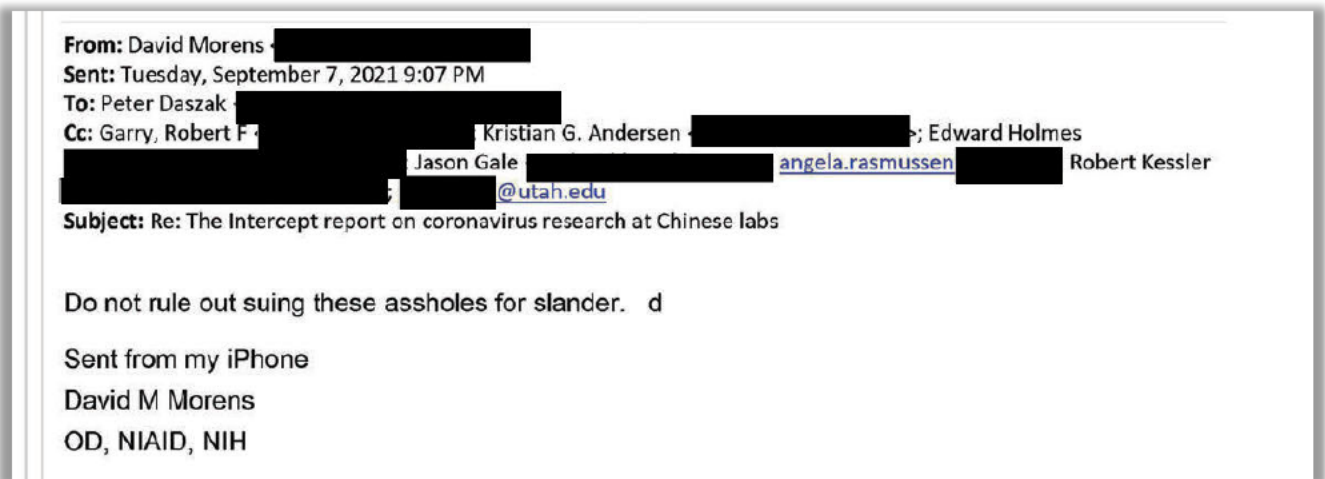 From: David Morens <
Sent: Tuesday, September 7, 2021 9:07 PM
To: Peter Daszak <
Cc: Garry, Robert F < ; Kristian G. Andersen < >; Edward Holmes
; Jason Gale angela.rasmussen Robert Kessler
; @utah.edu
Subject: Re: The Intercept report on coronavirus research at Chinese labs
Do not rule out suing these assholes for slander. d
Sent from my iPhone
David M Morens
OD, NIAID, NIH